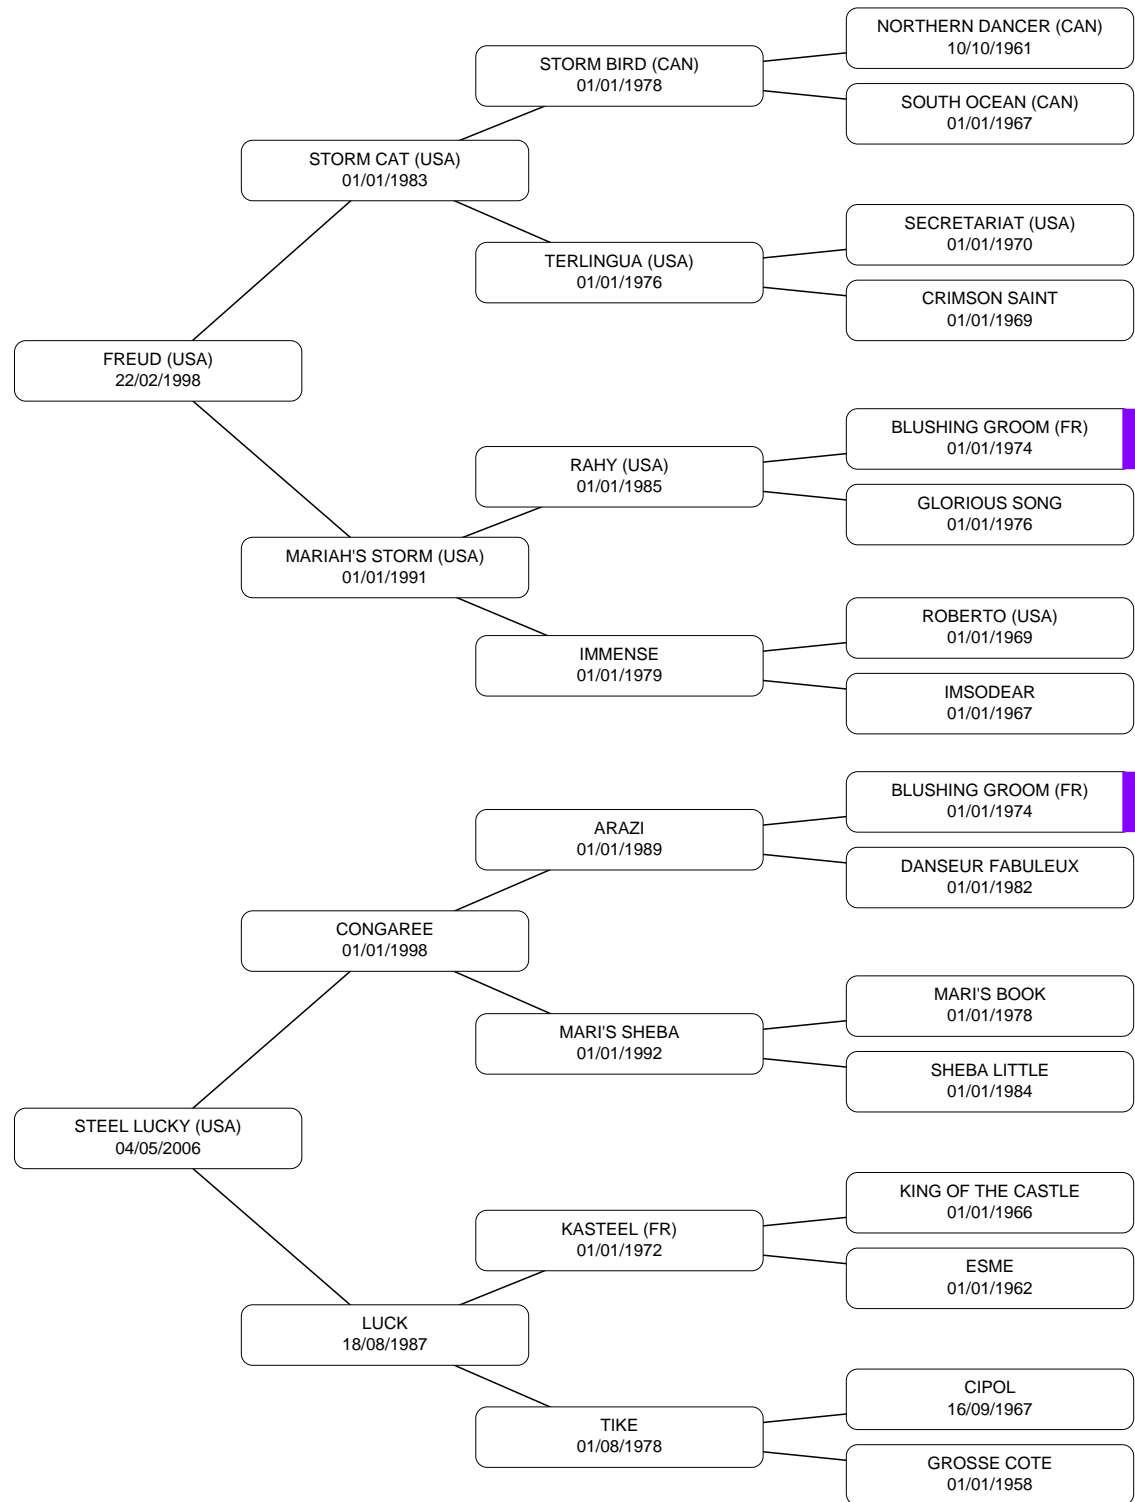 NORTHERN DANCER (CAN)
10/10/1961
STORM BIRD (CAN)
01/01/1978
SOUTH OCEAN (CAN)
01/01/1967
STORM CAT (USA)
01/01/1983
SECRETARIAT (USA)
01/01/1970
TERLINGUA (USA)
01/01/1976
CRIMSON SAINT
01/01/1969
FREUD (USA)
22/02/1998
BLUSHING GROOM (FR)
01/01/1974
RAHY (USA)
01/01/1985
GLORIOUS SONG
01/01/1976
MARIAH'S STORM (USA)
01/01/1991
ROBERTO (USA)
01/01/1969
IMMENSE
01/01/1979
IMSODEAR
01/01/1967
BLUSHING GROOM (FR)
01/01/1974
ARAZI
01/01/1989
DANSEUR FABULEUX
01/01/1982
CONGAREE
01/01/1998
MARI'S BOOK
01/01/1978
MARI'S SHEBA
01/01/1992
SHEBA LITTLE
01/01/1984
STEEL LUCKY (USA)
04/05/2006
KING OF THE CASTLE
01/01/1966
KASTEEL (FR)
01/01/1972
ESME
01/01/1962
LUCK
18/08/1987
CIPOL
16/09/1967
TIKE
01/08/1978
GROSSE COTE
01/01/1958